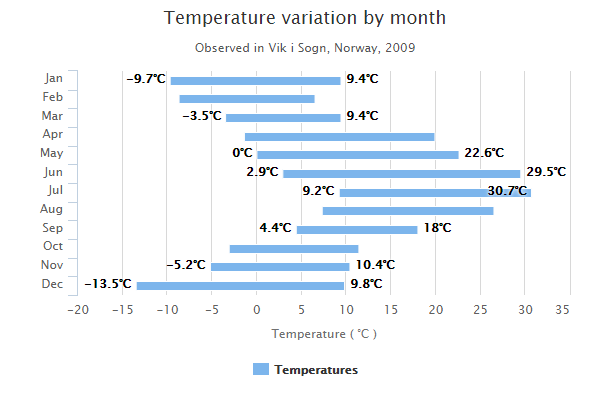 Temperature variation by month
Observed in Vik i Sogn, Norway, 2009
Jan −9.7°C 9.4°C
Feb
Mar −3.5°C 9.4°C
Apr
May 0°C 22.6°C
Jun 2.9°C 29.5°C
Jul 9.2°C 30.7°C
Aug
Sep 4.4°C 18°C
Oct
Nov −5.2°C 10.4°C
Dec −13.5°C 9.8°C
−20 −15 −10 −5 0 5 10 15 20 25 30 35
Temperature ( °C )
Temperatures